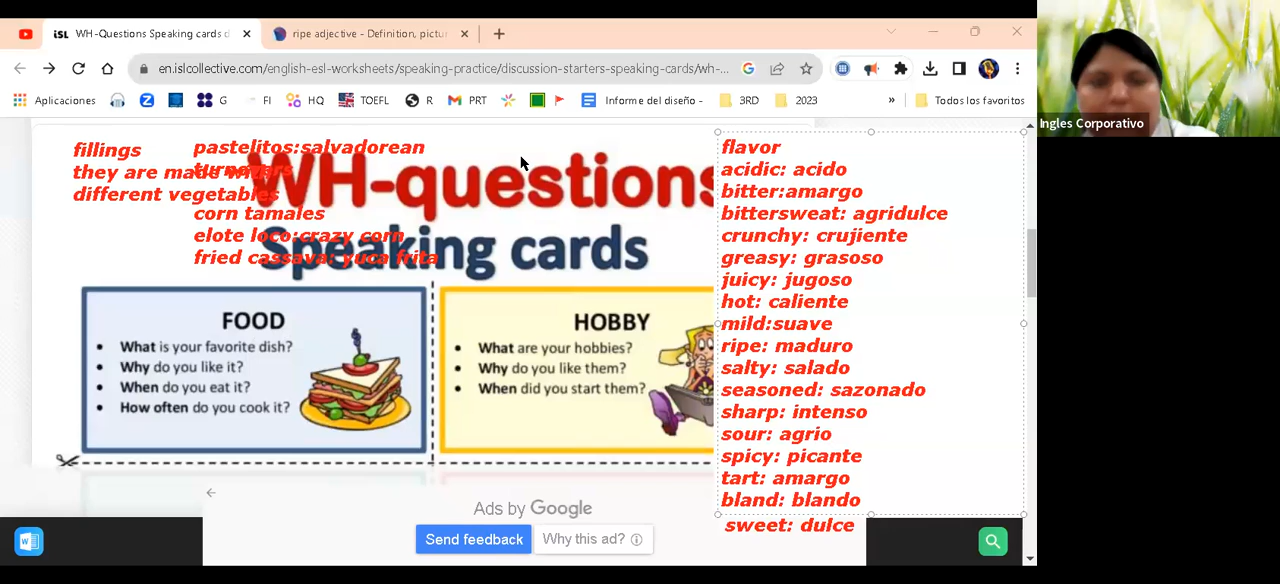 WH-Questions Speaking cards d
ripe adjective - Definition, pictu
en.islcollective.com/english-esl-worksheets/speaking-practice/discussion-starters-speaking-cards/wh-...
Aplicaciones
G
FI
HQ
TOEFL
R
PRT
Informe del diseño -
3RD
2023
»
Todos los favoritos
Ingles Corporativo
fillings
they are made with
different vegetables
pastelitos:salvadorean
turnovers
corn tamales
elote loco:crazy corn
fried cassava: yuca frita
WH-questions
Speaking cards
FOOD
What is your favorite dish?
Why do you like it?
When do you eat it?
How often do you cook it?
HOBBY
What are your hobbies?
Why do you like them?
When did you start them?
flavor
acidic: acido
bitter:amargo
bittersweat: agridulce
crunchy: crujiente
greasy: grasoso
juicy: jugoso
hot: caliente
mild:suave
ripe: maduro
salty: salado
seasoned: sazonado
sharp: intenso
sour: agrio
spicy: picante
tart: amargo
bland: blando
sweet: dulce
Ads by Google
Send feedback
Why this ad?